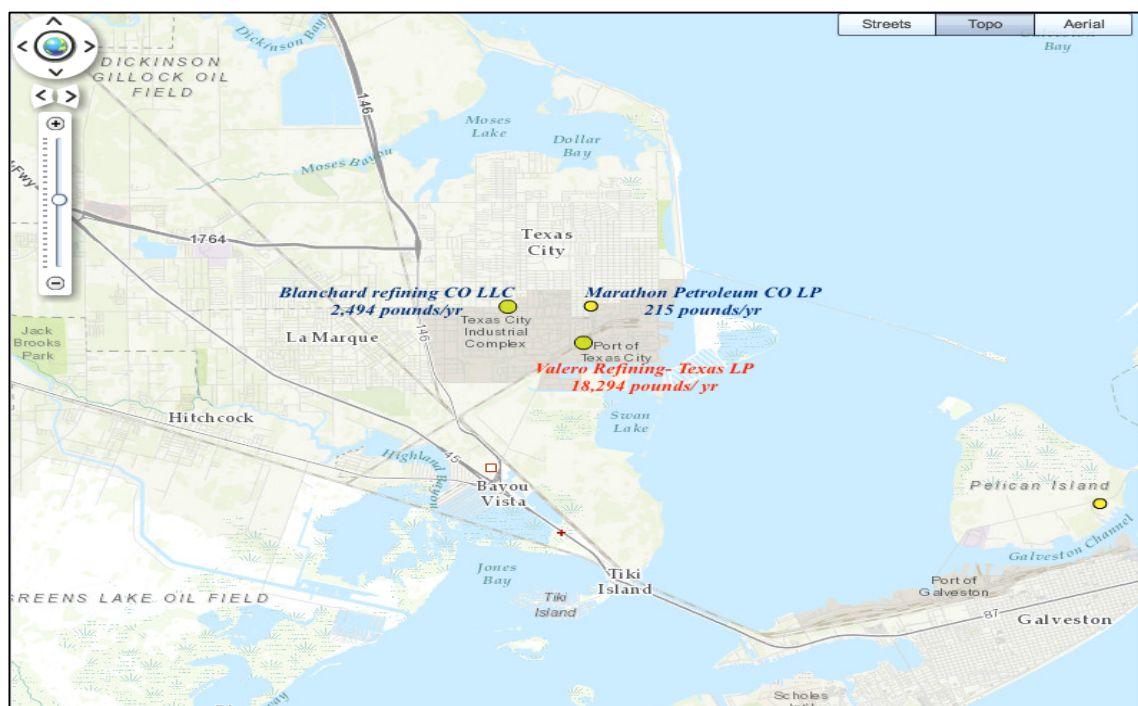 Streets Topo Aerial
Bay
Dickinson Bayou
DICKINSON
GILLOCK OIL
FIELD
146
Moses
Lake
Dollar
Bay
Moses Bayou
Fwy
1764
Texas
City
Blanchard refining CO LLC
2,494 pounds/yr
Marathon Petroleum CO LP
215 pounds/yr
Texas City
Industrial
Complex
146
Port of
Texas City
Jack
Brooks
Park
La Marque
Valero Refining- Texas LP
18,294 pounds/ yr
Hitchcock
Swan
Lake
Highland Bayou
45
Bayou
Vista
Pelican Island
Galveston Channel
Jones
Bay
Tiki
Island
Tiki
Island
GREENS LAKE OIL FIELD
Port of
Galveston
87
Galveston
Scholes